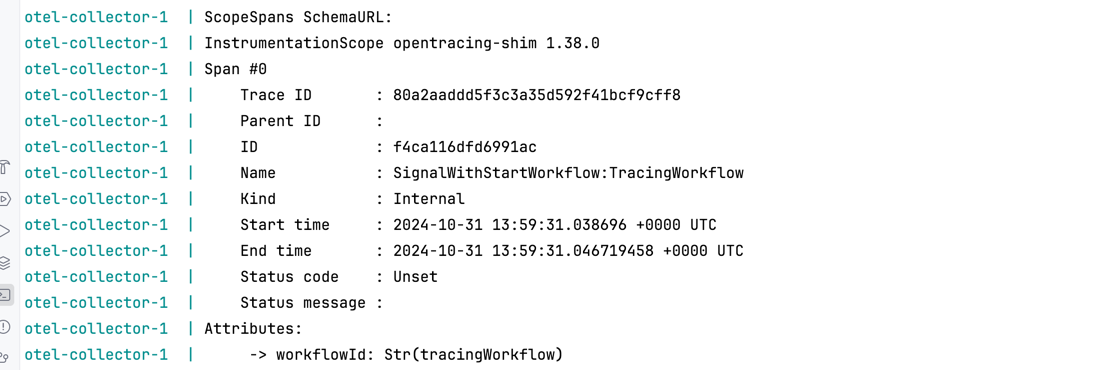 otel-collector-1  | ScopeSpans SchemaURL:
otel-collector-1  | InstrumentationScope opentracing-shim 1.38.0
otel-collector-1  | Span #0
otel-collector-1  |     Trace ID       : 80a2aaddd5f3c3a35d592f41bcf9cff8
otel-collector-1  |     Parent ID      :
otel-collector-1  |     ID             : f4ca116dfd6991ac
otel-collector-1  |     Name           : SignalWithStartWorkflow:TracingWorkflow
otel-collector-1  |     Kind           : Internal
otel-collector-1  |     Start time     : 2024-10-31 13:59:31.038696 +0000 UTC
otel-collector-1  |     End time       : 2024-10-31 13:59:31.046719458 +0000 UTC
otel-collector-1  |     Status code    : Unset
otel-collector-1  |     Status message :
otel-collector-1  | Attributes:
otel-collector-1  |      -> workflowId: Str(tracingWorkflow)